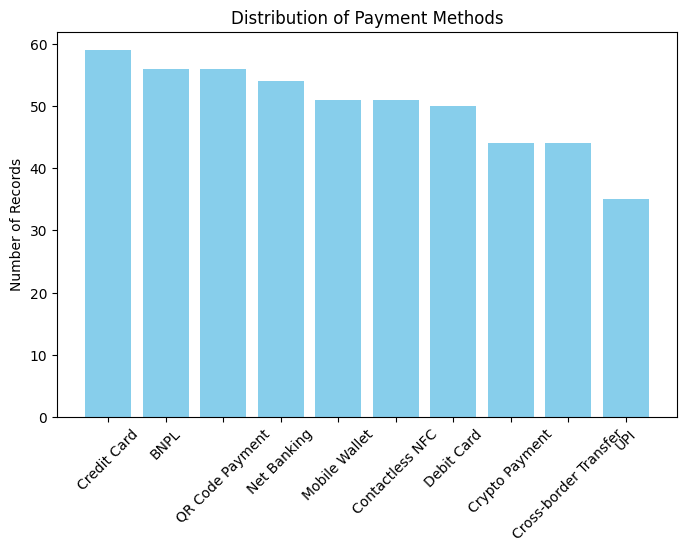 Distribution of Payment Methods
Number of Records
60
50
40
30
20
10
0
Credit Card
BNPL
QR Code Payment
Net Banking
Mobile Wallet
Contactless NFC
Debit Card
Crypto Payment
Cross-border Transfer
UPI